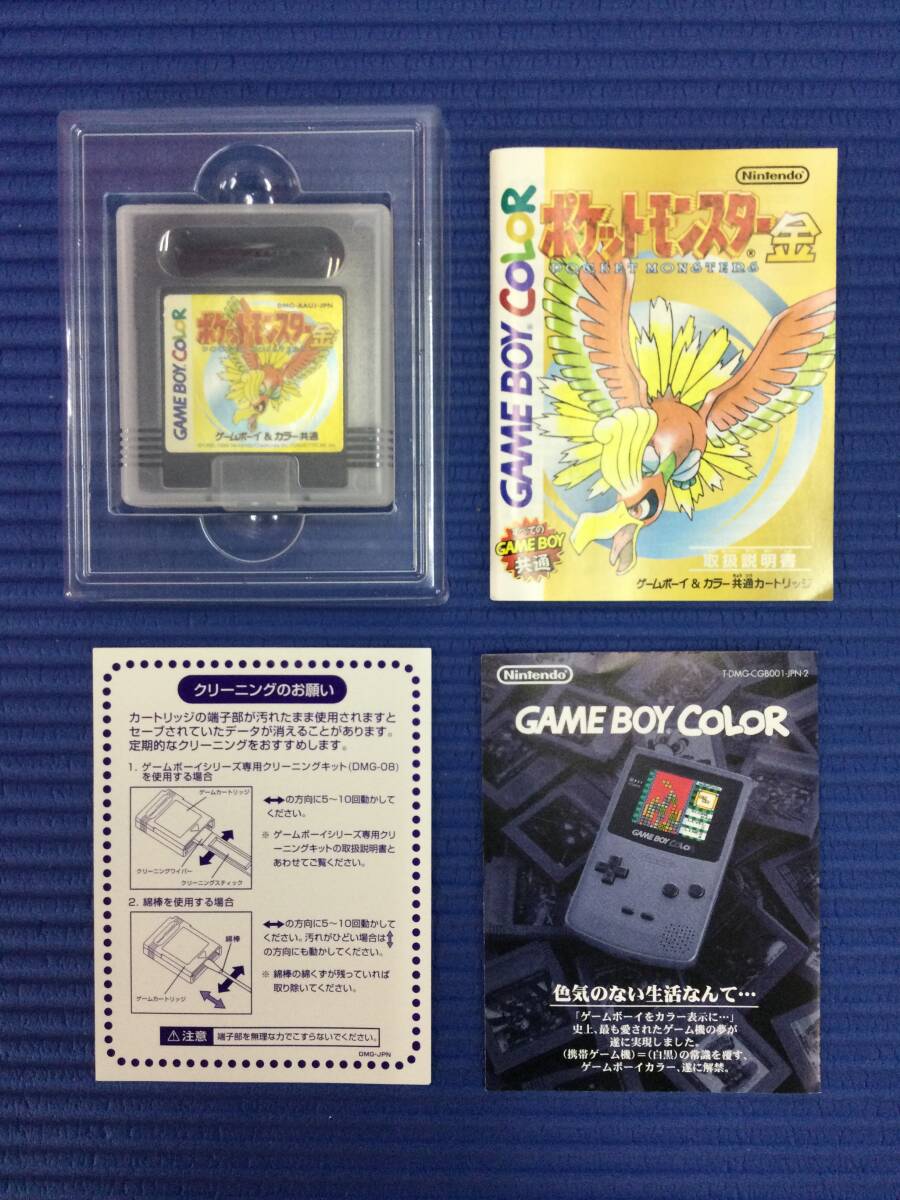 DMG-AAUJ-JPN
ポケットモンスター金
GAME BOY COLOR
ゲームボーイ&カラー共通
Nintendo
ポケットモンスター金
POCKET MONSTERS
GAME BOY COLOR
すべての
GAME BOY
共通
取扱説明書
きょうつう
ゲームボーイ&カラー共通カートリッジ
クリーニングのお願い
カートリッジの端子部が汚れたまま使用されますと
セーブされていたデータが消えることがあります。
定期的なクリーニングをおすすめします。
1. ゲームボーイシリーズ専用クリーニングキット(DMG-08)
を使用する場合
ゲームカートリッジ
クリーニングワイパー
クリーニングスティック
⟷の方向に5〜10回動かして
ください。
※ ゲームボーイシリーズ専用クリ
ーニングキットの取扱説明書と
あわせてご覧ください。
2. 綿棒を使用する場合
綿棒
ゲームカートリッジ
⟷の方向に5〜10回動かして
ください。汚れがひどい場合は⇕
の方向にも動かしてください。
※ 綿棒の綿くずが残っていれば
取り除いてください。
⚠注意 端子部を無理な力でこすらないでください。
DMG-JPN
Nintendo
T-DMG-CGB001-JPN-2
GAME BOY COLOR
GAME BOY COLOR
色気のない生活なんて…
「ゲームボーイをカラー表示に…」
史上、最も愛されたゲーム機の夢が
遂に実現しました。
(携帯ゲーム機)=(白黒)の常識を覆す、
ゲームボーイカラー、遂に解禁。